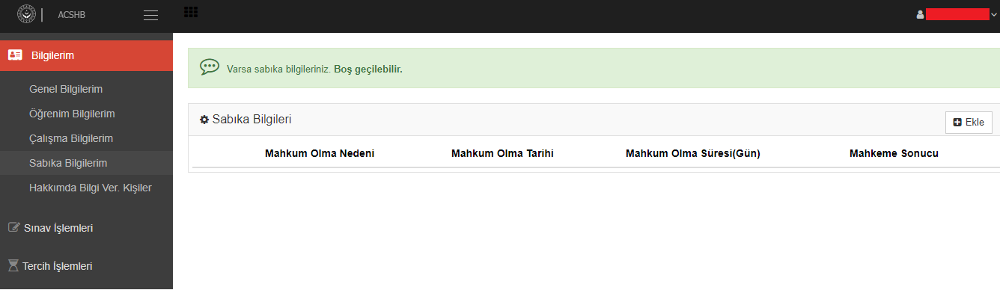 ACSHB
Bilgilerim
Genel Bilgilerim
Öğrenim Bilgilerim
Çalışma Bilgilerim
Sabıka Bilgilerim
Hakkımda Bilgi Ver. Kişiler
Sınav İşlemleri
Tercih İşlemleri
Varsa sabıka bilgileriniz. Boş geçilebilir.
Sabıka Bilgileri
Ekle
Mahkum Olma Nedeni Mahkum Olma Tarihi Mahkum Olma Süresi(Gün) Mahkeme Sonucu